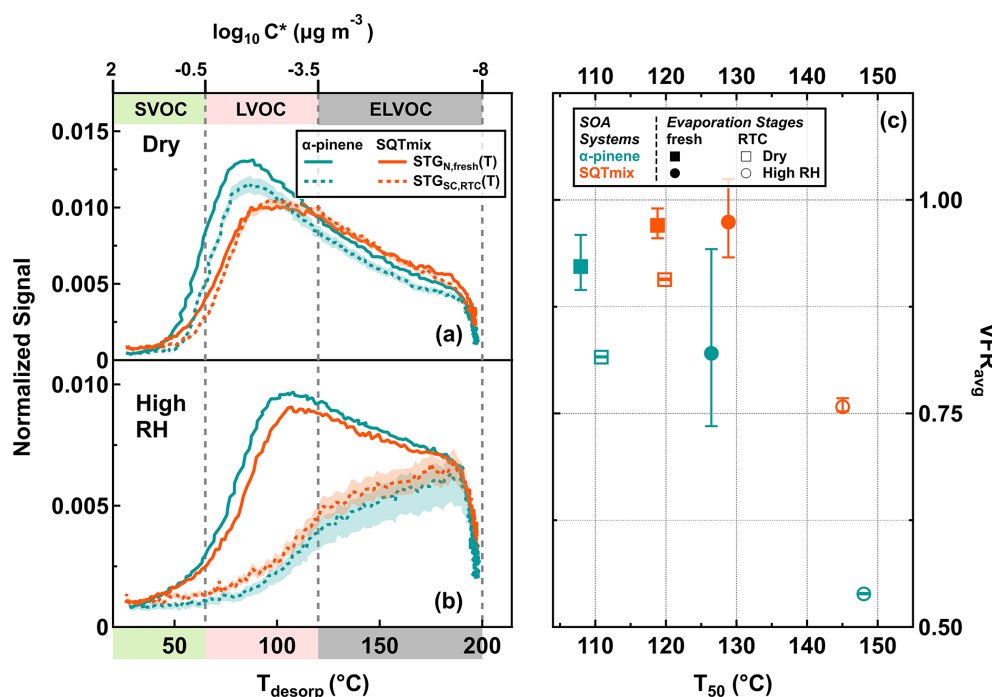 log10 C* (µg m-3)
2 -0.5 -3.5 -8
SVOC LVOC ELVOC
Dry
α-pinene SQTmix
STGN,fresh(T)
STGSC,RTC(T)
0.015
0.010
0.005
0
(a)
High
RH
0.010
0.005
0
(b)
Normalized Signal
50 100 150 200
Tdesorp (°C)
110 120 130 140 150
(c)
SOA Evaporation Stages
Systems fresh RTC
α-pinene Dry
SQTmix High RH
1.00
0.75
0.50
VFRavg
110 120 130 140 150
T50 (°C)